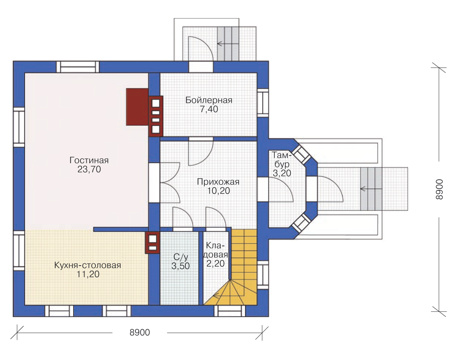 Бойлерная
7,40
Гостиная
23,70
Там-
бур
3,20
Прихожая
10,20
8900
Кухня-столовая
11,20
С/у
3,50
Кла-
довая
2,20
8900